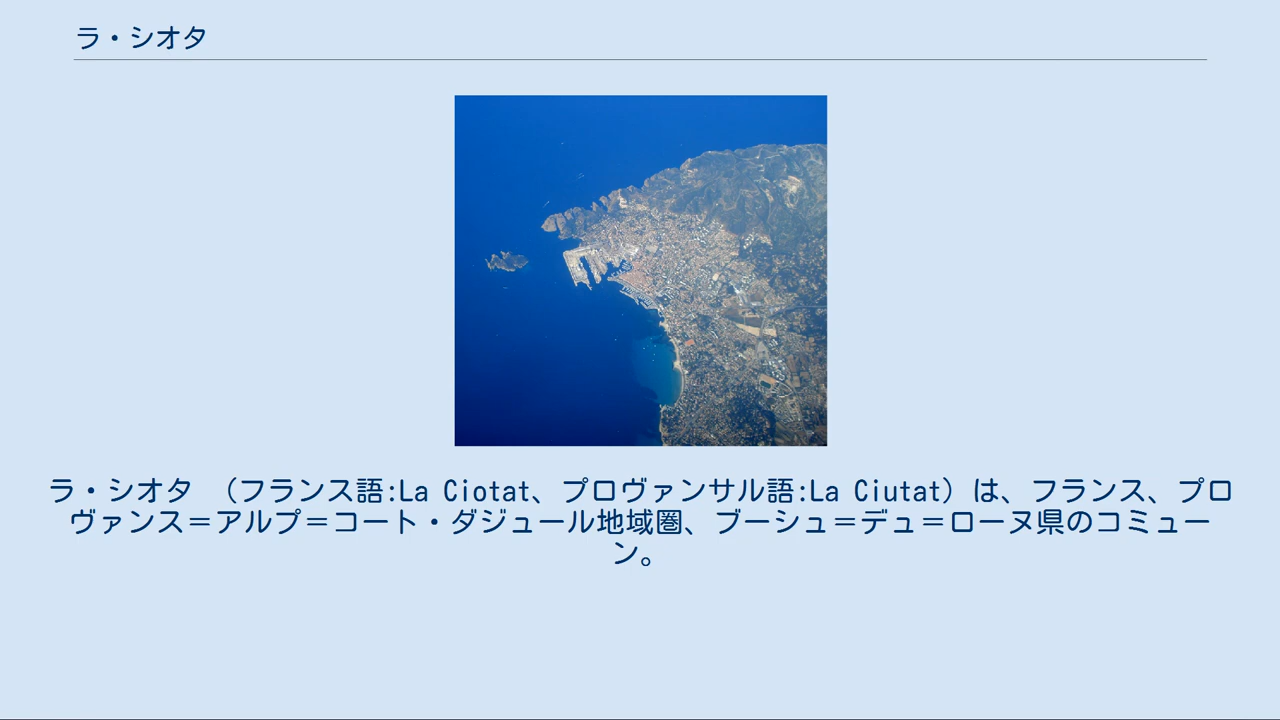 ラ・シオタ
ラ・シオタ （フランス語:La Ciotat、プロヴァンサル語:La Ciutat）は、フランス、プロ
ヴァンス＝アルプ＝コート・ダジュール地域圏、ブーシュ＝デュ＝ローヌ県のコミュー
ン。